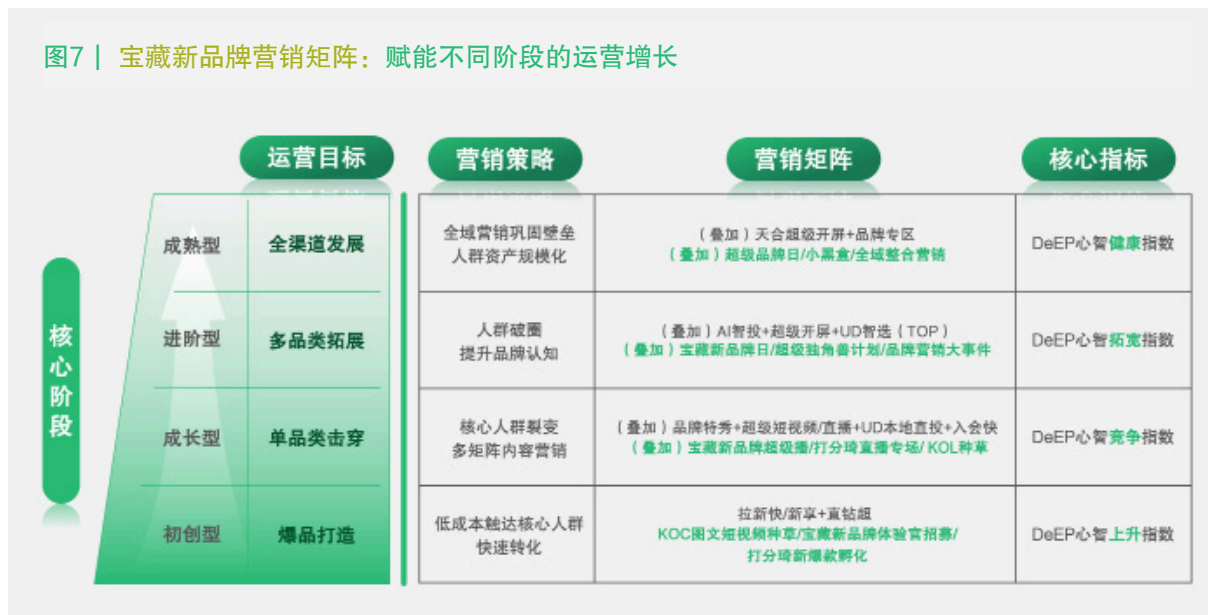 图7｜ 宝藏新品牌营销矩阵：赋能不同阶段的运营增长
运营目标
营销策略
营销矩阵
核心指标
核心阶段
成熟型
全渠道发展
全域营销巩固壁垒
人群资产规模化
（叠加）天合超级开屏+品牌专区
（叠加）超级品牌日/小黑盒/全域整合营销
DeEP心智健康指数
进阶型
多品类拓展
人群破圈
提升品牌认知
（叠加）AI智投+超级开屏+UD智选（TOP）
（叠加）宝藏新品牌日/超级独角兽计划/品牌营销大事件
DeEP心智拓宽指数
成长型
单品类击穿
核心人群裂变
多矩阵内容营销
（叠加）品牌特秀+超级短视频/直播+UD本地直投+入会快
（叠加）宝藏新品牌超级播/打分琦直播专场/ KOL种草
DeEP心智竞争指数
初创型
爆品打造
低成本触达核心人群
快速转化
拉新快/新享+直钻超
KOC图文短视频种草/宝藏新品牌体验官招募/
打分琦新爆款孵化
DeEP心智上升指数